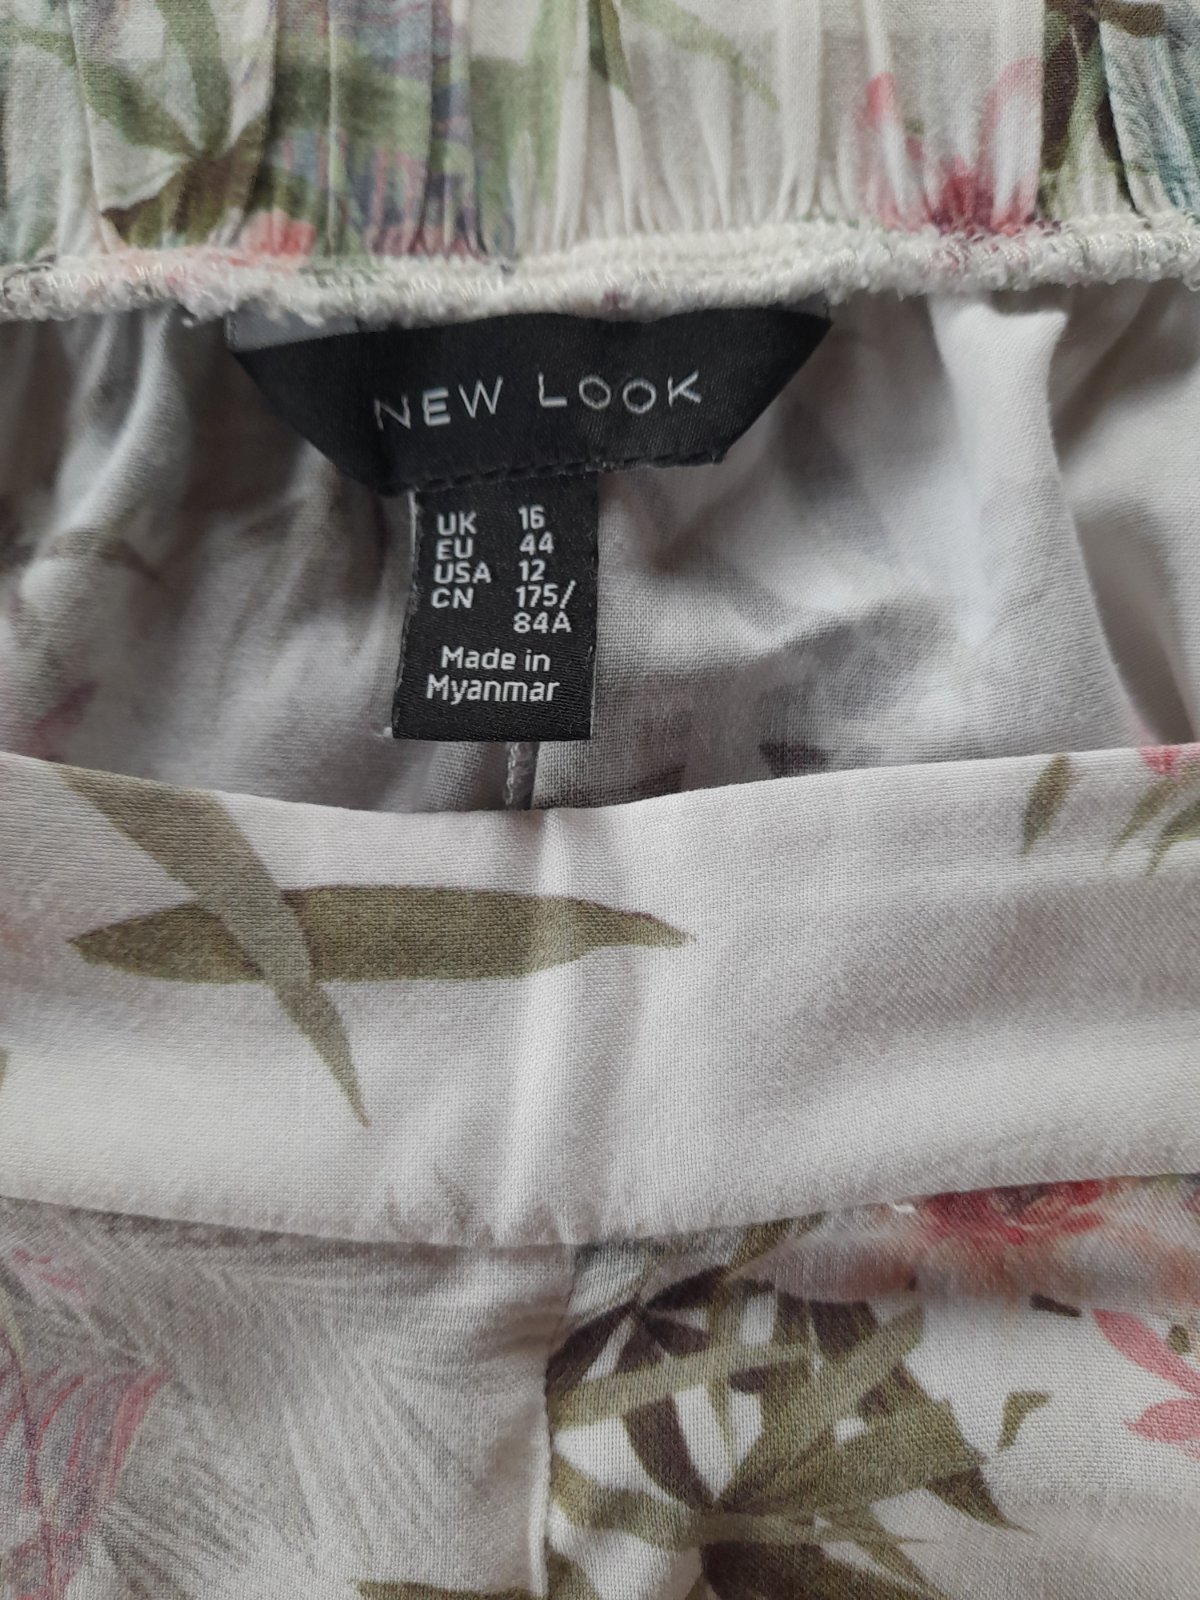 NEW LOOK
UK 16
EU 44
USA 12
CN 175/
84A
Made in
Myanmar